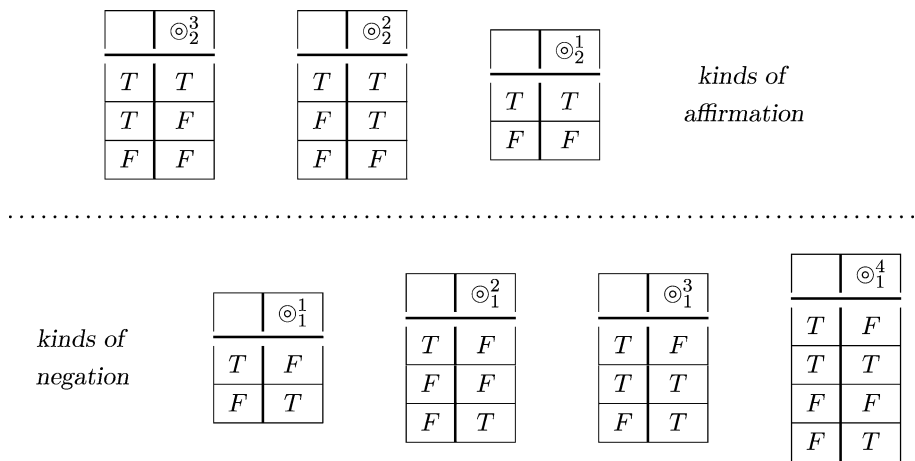 ⊚³₂ ⊚²₂ ⊚¹₂
T T T T T T
T F F T F F
F F F F
kinds of
affirmation
⊚¹₁ ⊚²₁ ⊚³₁ ⊚⁴₁
T F T F T F T F
F T F F T T T T
F T F T F F
F T
kinds of
negation